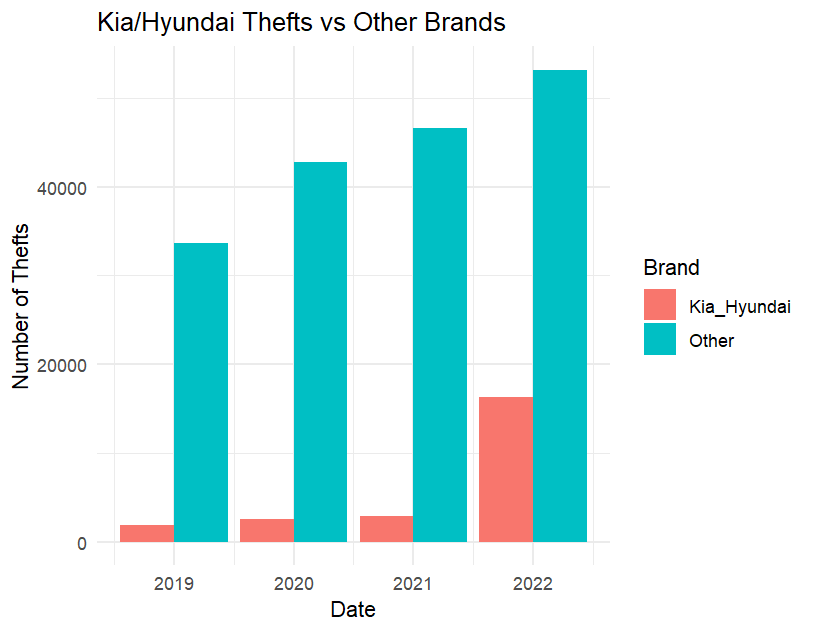 Kia/Hyundai Thefts vs Other Brands
Number of Thefts
40000
20000
0
2019 2020 2021 2022
Date
Brand
Kia_Hyundai
Other